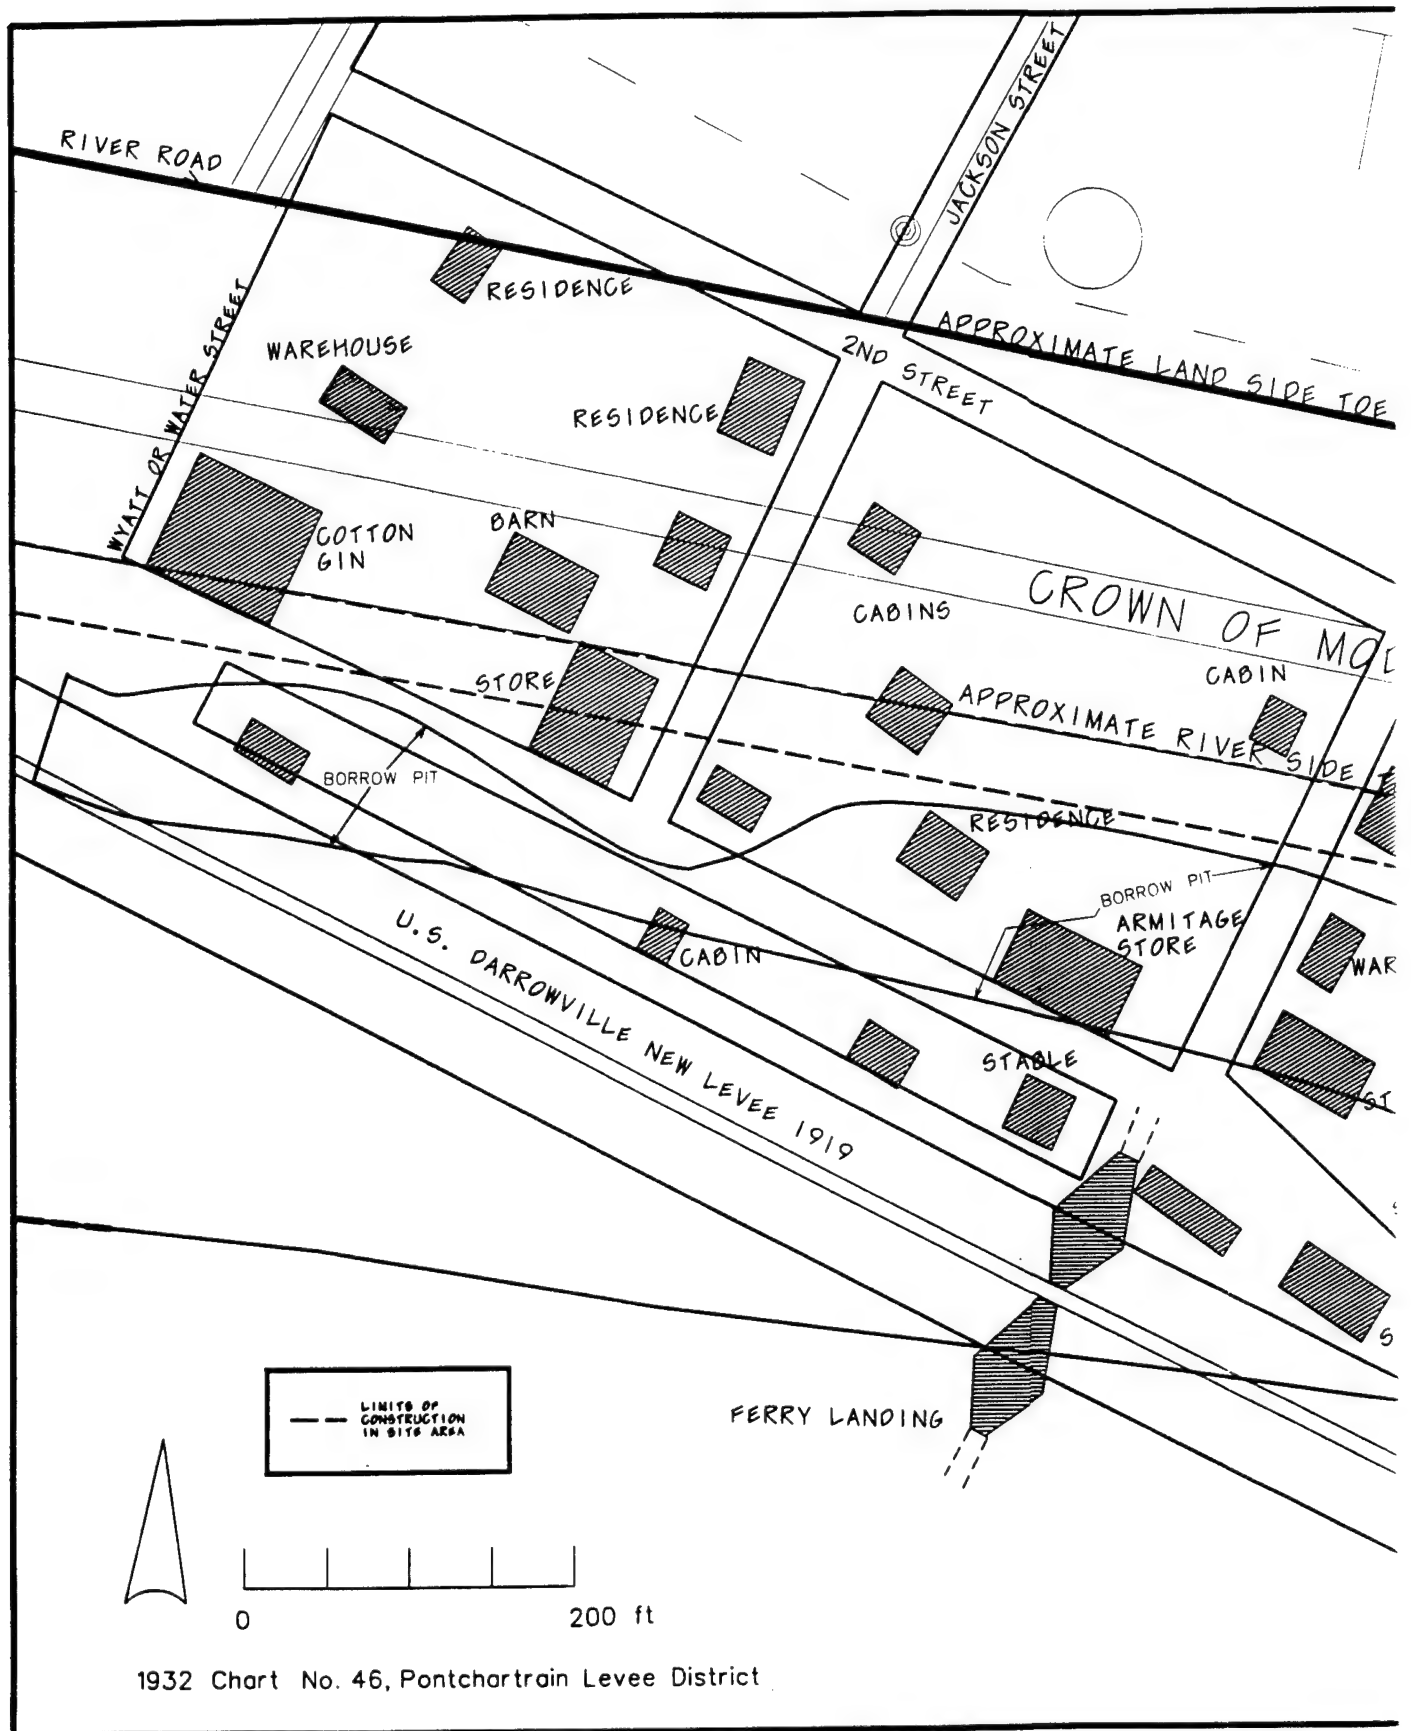 RIVER ROAD
JACKSON STREET
RESIDENCE
WAREHOUSE
WYATT OR WATER STREET
APPROXIMATE LAND SIDE TOE
2ND STREET
RESIDENCE
COTTON
GIN
BARN
CABINS
CROWN OF MOD
CABIN
STORE
APPROXIMATE RIVER SIDE T
BORROW PIT
RESIDENCE
BORROW PIT
ARMITAGE
STORE
U.S. DARROWVILLE NEW LEVEE 1919
CABIN
WAR
STABLE
ST
S
FERRY LANDING
LIMITS OF
CONSTRUCTION
IN SITE AREA
0
200 ft
1932 Chart No. 46, Pontchartrain Levee District